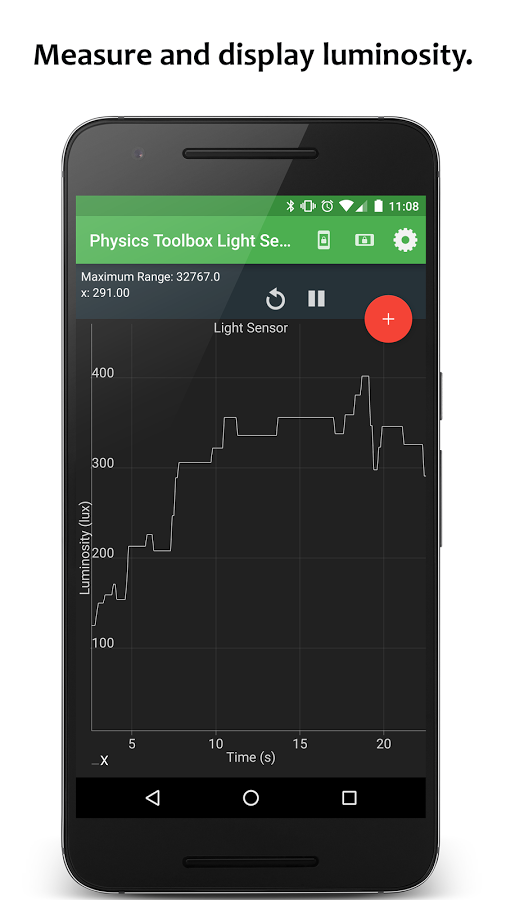 Measure and display luminosity.
11:08
Physics Toolbox Light Se...
Maximum Range: 32767.0
x: 291.00
+
Light Sensor
400
300
200
100
Luminosity (lux)
5 10 15 20
Time (s)
_x